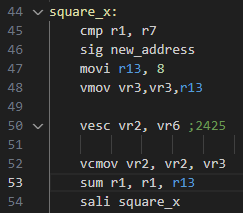 44 square_x:
45 cmp r1, r7
46 sig new_address
47 movi r13, 8
48 vmov vr3,vr3,r13
49
50 vesc vr2, vr6 ;2425
51
52 vcmov vr2, vr2, vr3
53 sum r1, r1, r13
54 sali square_x